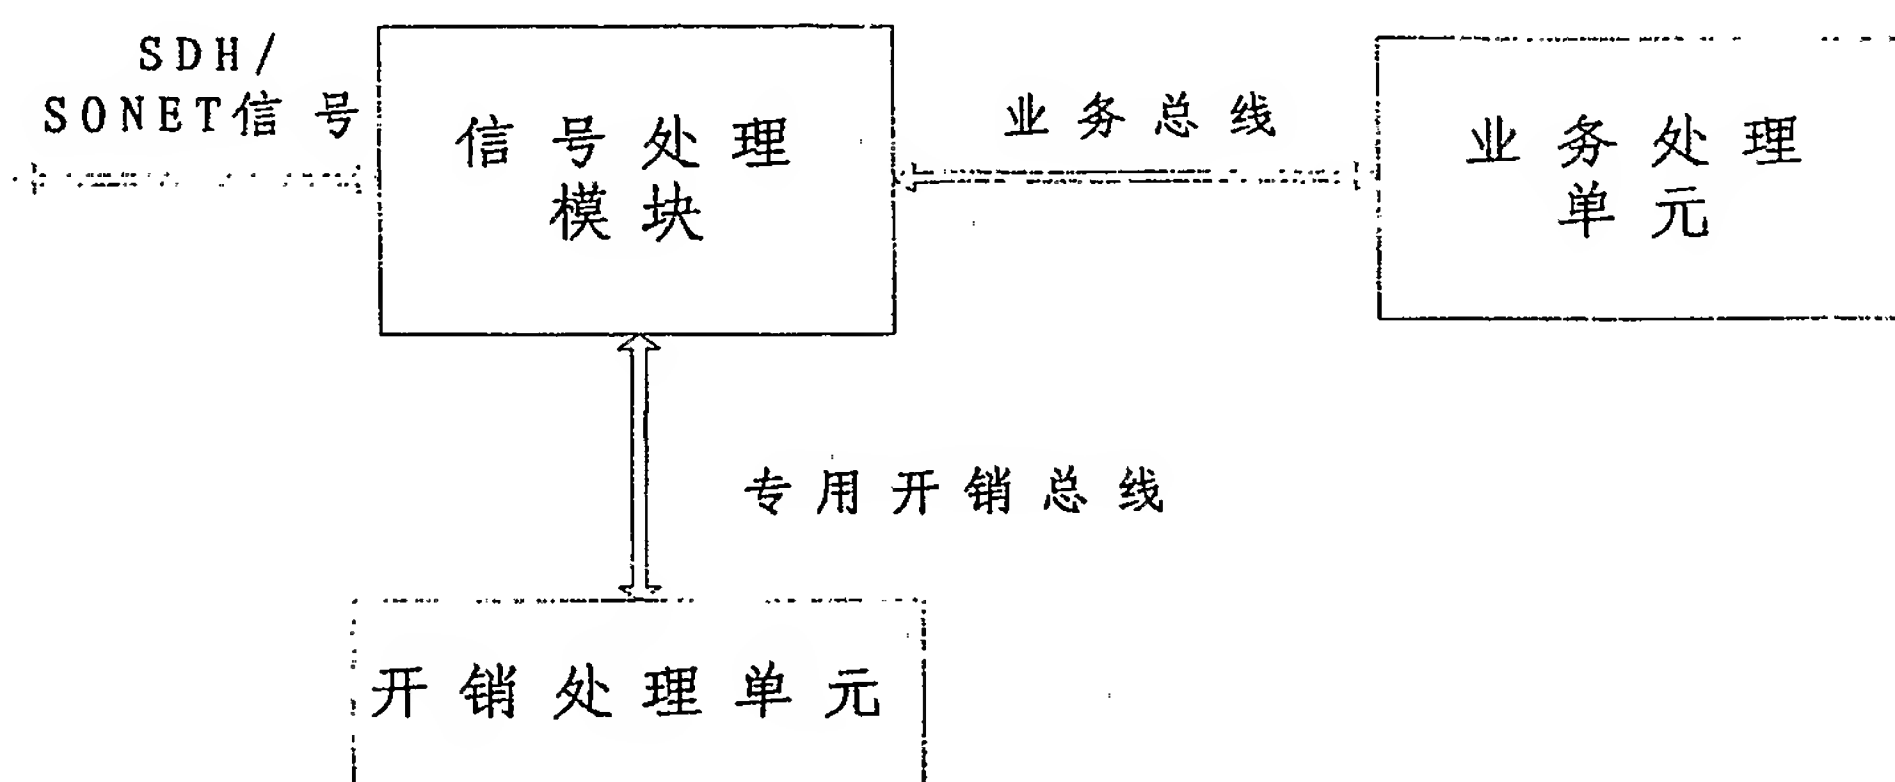 SDH/
SONET信号
信号处理
模块
业务总线
业务处理
单元
专用开销总线
开销处理单元